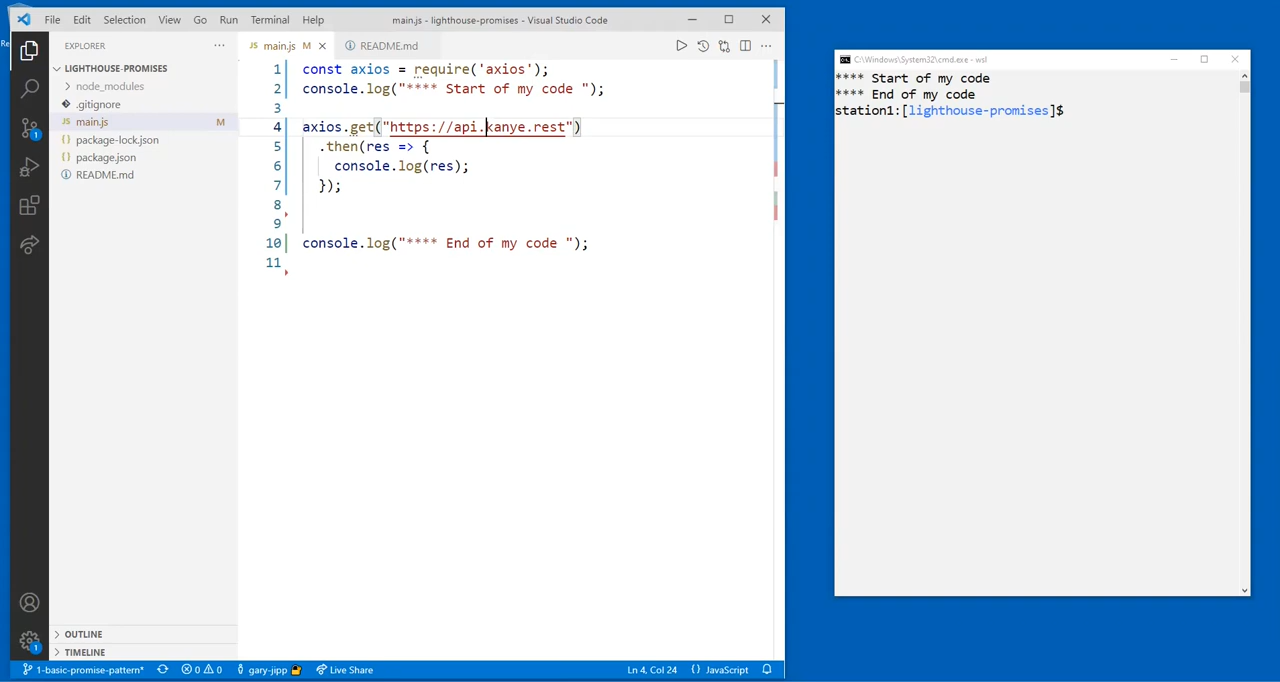 File Edit Selection View Go Run Terminal Help main.js - lighthouse-promises - Visual Studio Code
EXPLORER ···
LIGHTHOUSE-PROMISES
node_modules
.gitignore
JS main.js M
{} package-lock.json
{} package.json
README.md
OUTLINE
TIMELINE
JS main.js M README.md
1 const axios = require('axios');
2 console.log("**** Start of my code ");
3
4 axios.get("https://api.kanye.rest")
5 .then(res => {
6 console.log(res);
7 });
8
9
10 console.log("**** End of my code ");
11
1
1
1-basic-promise-pattern* 0 0 gary-jipp Live Share Ln 4, Col 24 {} JavaScript
C:\Windows\System32\cmd.exe - wsl
**** Start of my code
**** End of my code
station1:[lighthouse-promises]$